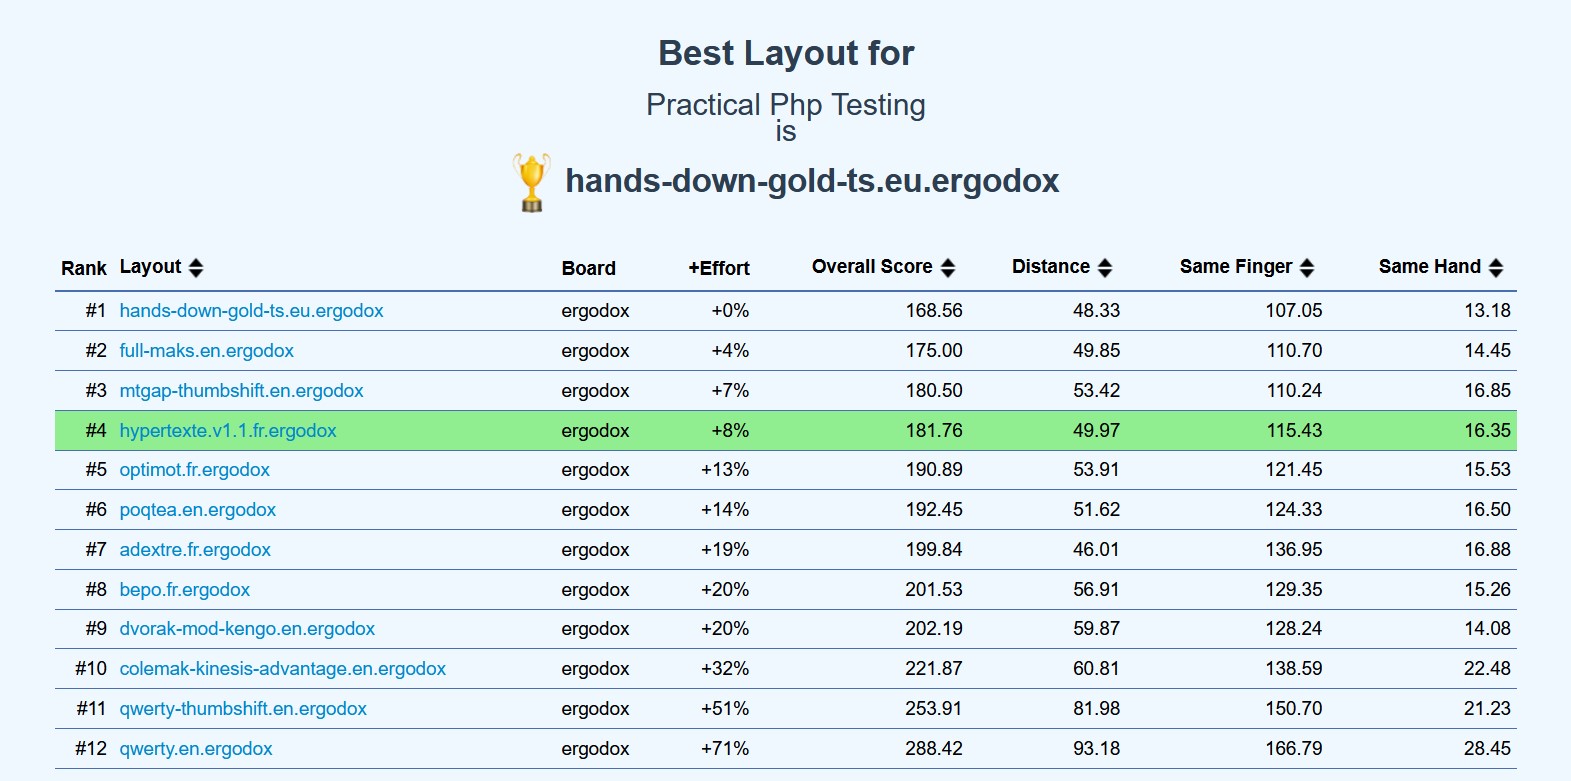 Best Layout for
Practical Php Testing
is
hands-down-gold-ts.eu.ergodox
Rank Layout Board +Effort Overall Score Distance Same Finger Same Hand
#1 hands-down-gold-ts.eu.ergodox ergodox +0% 168.56 48.33 107.05 13.18
#2 full-maks.en.ergodox ergodox +4% 175.00 49.85 110.70 14.45
#3 mtgap-thumbshift.en.ergodox ergodox +7% 180.50 53.42 110.24 16.85
#4 hypertexte.v1.1.fr.ergodox ergodox +8% 181.76 49.97 115.43 16.35
#5 optimot.fr.ergodox ergodox +13% 190.89 53.91 121.45 15.53
#6 poqtea.en.ergodox ergodox +14% 192.45 51.62 124.33 16.50
#7 adextre.fr.ergodox ergodox +19% 199.84 46.01 136.95 16.88
#8 bepo.fr.ergodox ergodox +20% 201.53 56.91 129.35 15.26
#9 dvorak-mod-kengo.en.ergodox ergodox +20% 202.19 59.87 128.24 14.08
#10 colemak-kinesis-advantage.en.ergodox ergodox +32% 221.87 60.81 138.59 22.48
#11 qwerty-thumbshift.en.ergodox ergodox +51% 253.91 81.98 150.70 21.23
#12 qwerty.en.ergodox ergodox +71% 288.42 93.18 166.79 28.45